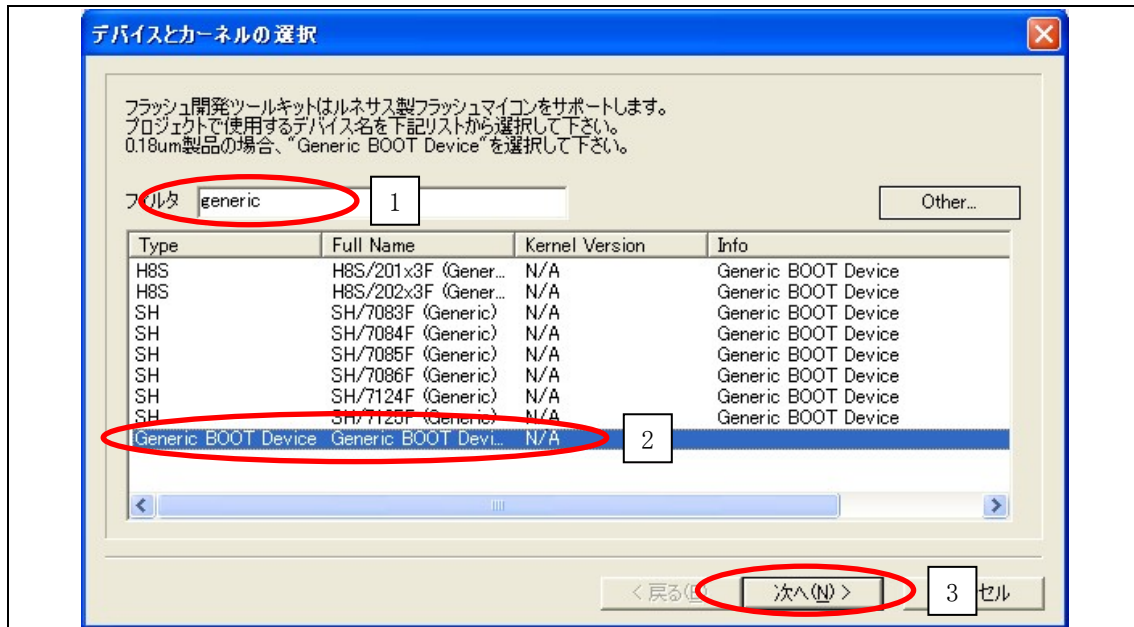 デバイスとカーネルの選択
フラッシュ開発ツールキットはルネサス製フラッシュマイコンをサポートします。
プロジェクトで使用するデバイス名を下記リストから選択して下さい。
0.18um製品の場合、"Generic BOOT Device"を選択して下さい。
フィルタ generic 1 Other...
Type Full Name Kernel Version Info
H8S H8S/201x3F (Gener... N/A Generic BOOT Device
H8S H8S/202x3F (Gener... N/A Generic BOOT Device
SH SH/7083F (Generic) N/A Generic BOOT Device
SH SH/7084F (Generic) N/A Generic BOOT Device
SH SH/7085F (Generic) N/A Generic BOOT Device
SH SH/7086F (Generic) N/A Generic BOOT Device
SH SH/7124F (Generic) N/A Generic BOOT Device
SH SH/7125F (Generic) N/A Generic BOOT Device
Generic BOOT Device Generic BOOT Devi... N/A 2
< 戻る(B) 次へ(N) > 3 セル